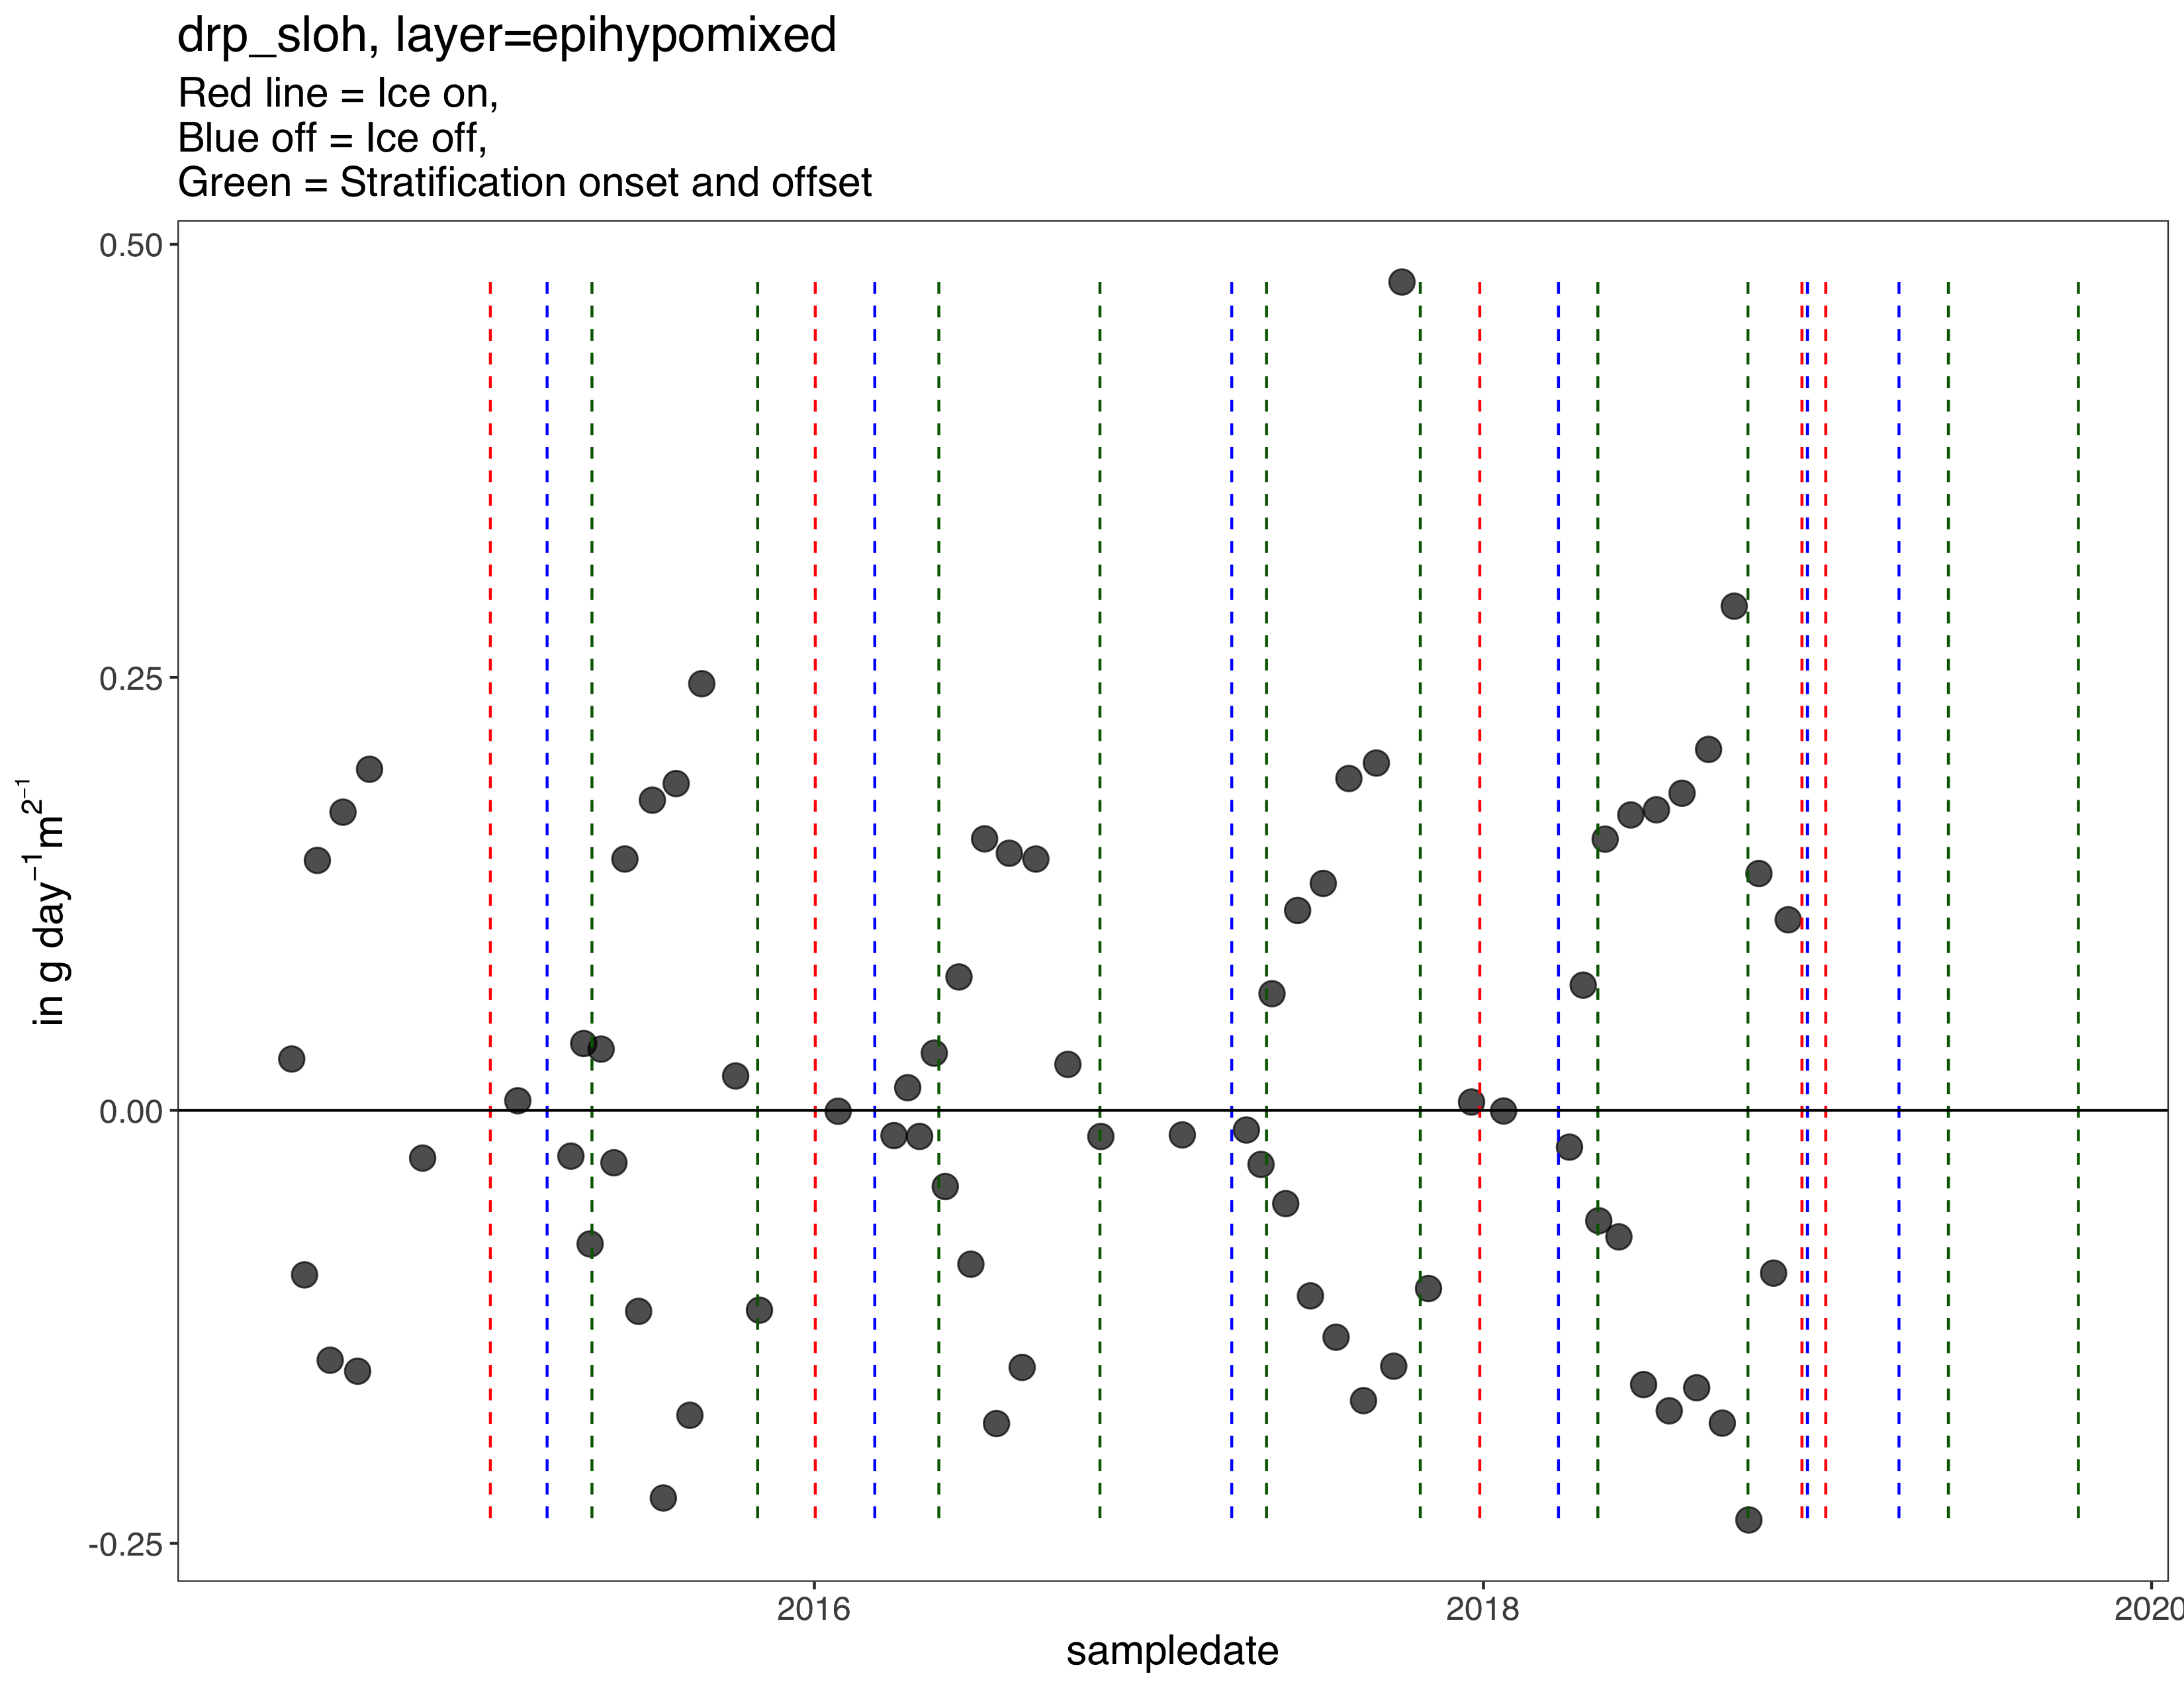 drp_sloh, layer=epihypomixed
Red line = Ice on,
Blue off = Ice off,
Green = Stratification onset and offset
in g day⁻¹m²⁻¹
0.50
0.25
0.00
-0.25
2016
2018
2020
sampledate